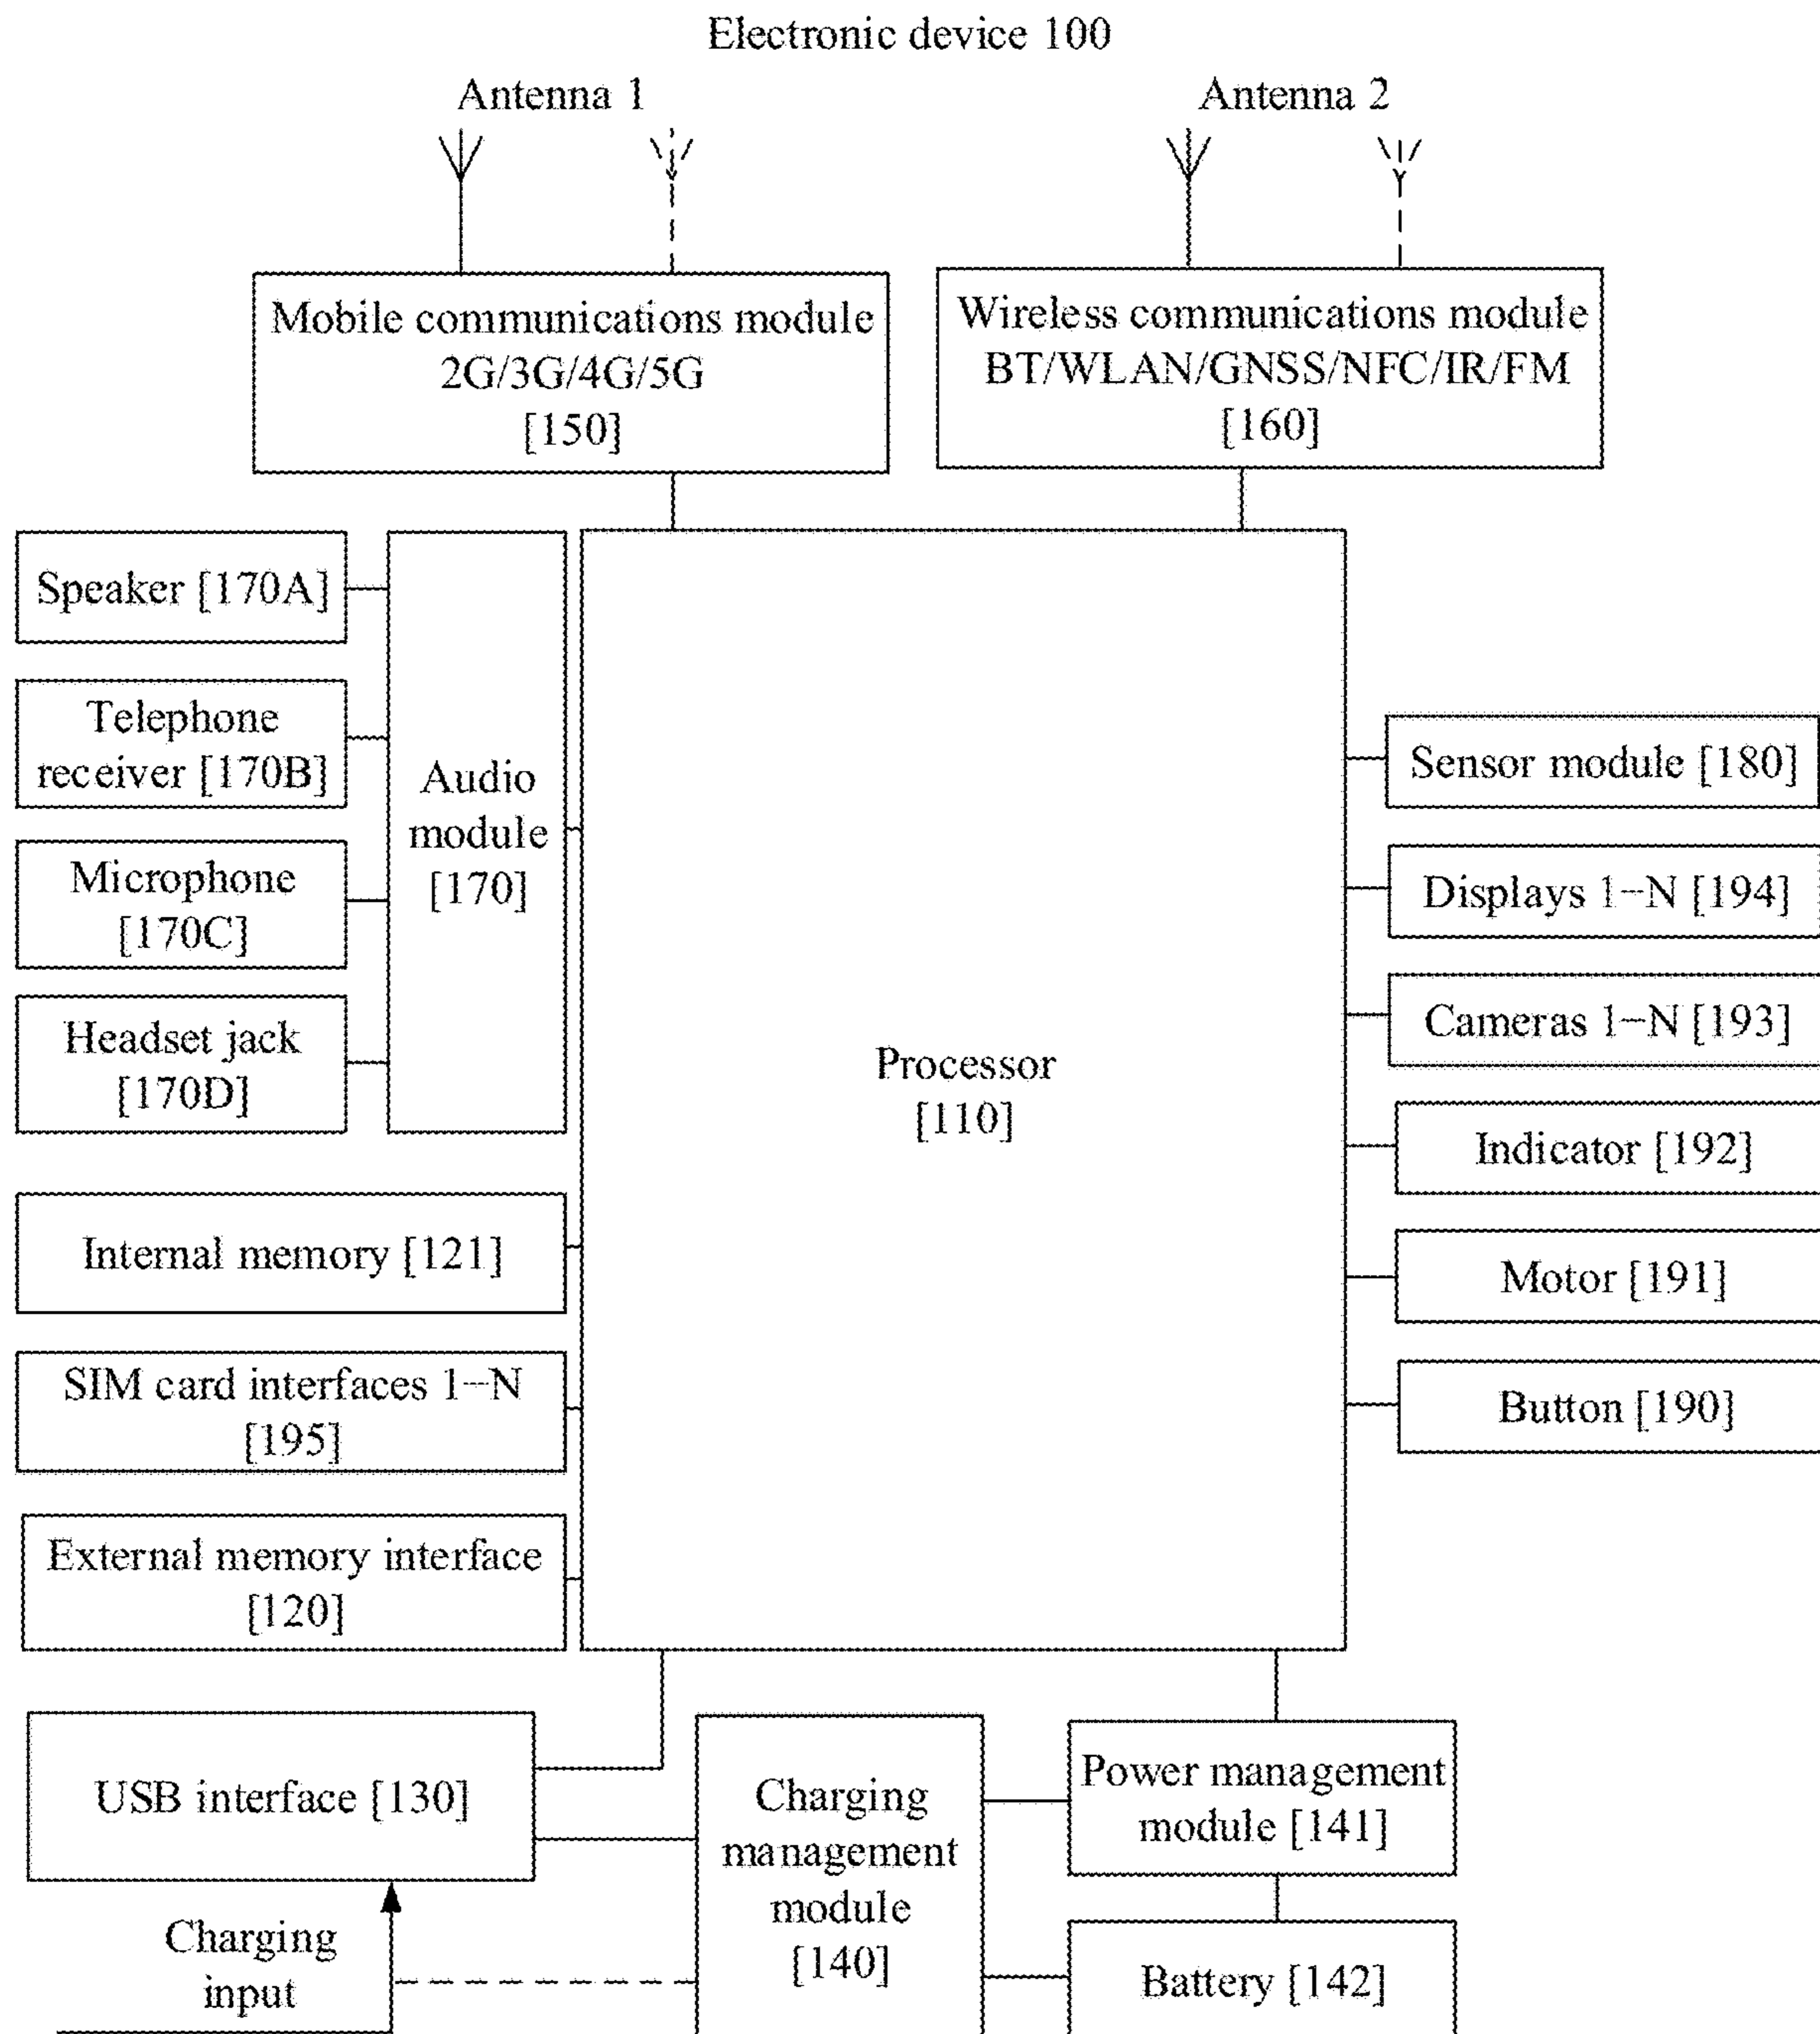 Electronic device 100
Antenna 1
Antenna 2
Mobile communications module
2G/3G/4G/5G
[150]
Wireless communications module
BT/WLAN/GNSS/NFC/IR/FM
[160]
Speaker [170A]
Telephone
receiver [170B]
Microphone
[170C]
Headset jack
[170D]
Audio
module
[170]
Internal memory [121]
SIM card interfaces 1–N
[195]
External memory interface
[120]
Processor
[110]
Sensor module [180]
Displays 1–N [194]
Cameras 1–N [193]
Indicator [192]
Motor [191]
Button [190]
USB interface [130]
Charging
input
Charging
management
module
[140]
Power management
module [141]
Battery [142]